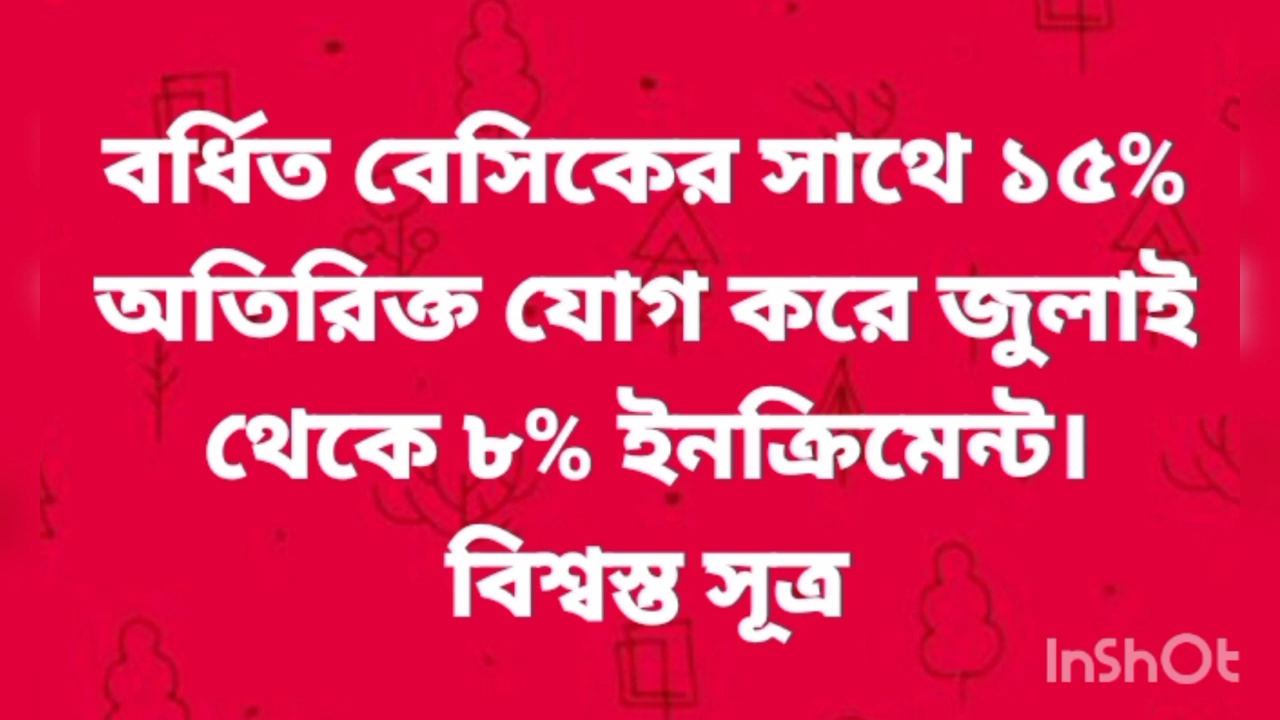 বর্ধিত বেসিকের সাথে ১৫%
অতিরিক্ত যোগ করে জুলাই
থেকে ৮% ইনক্রিমেন্ট।
বিশ্বস্ত সূত্র
InShOt